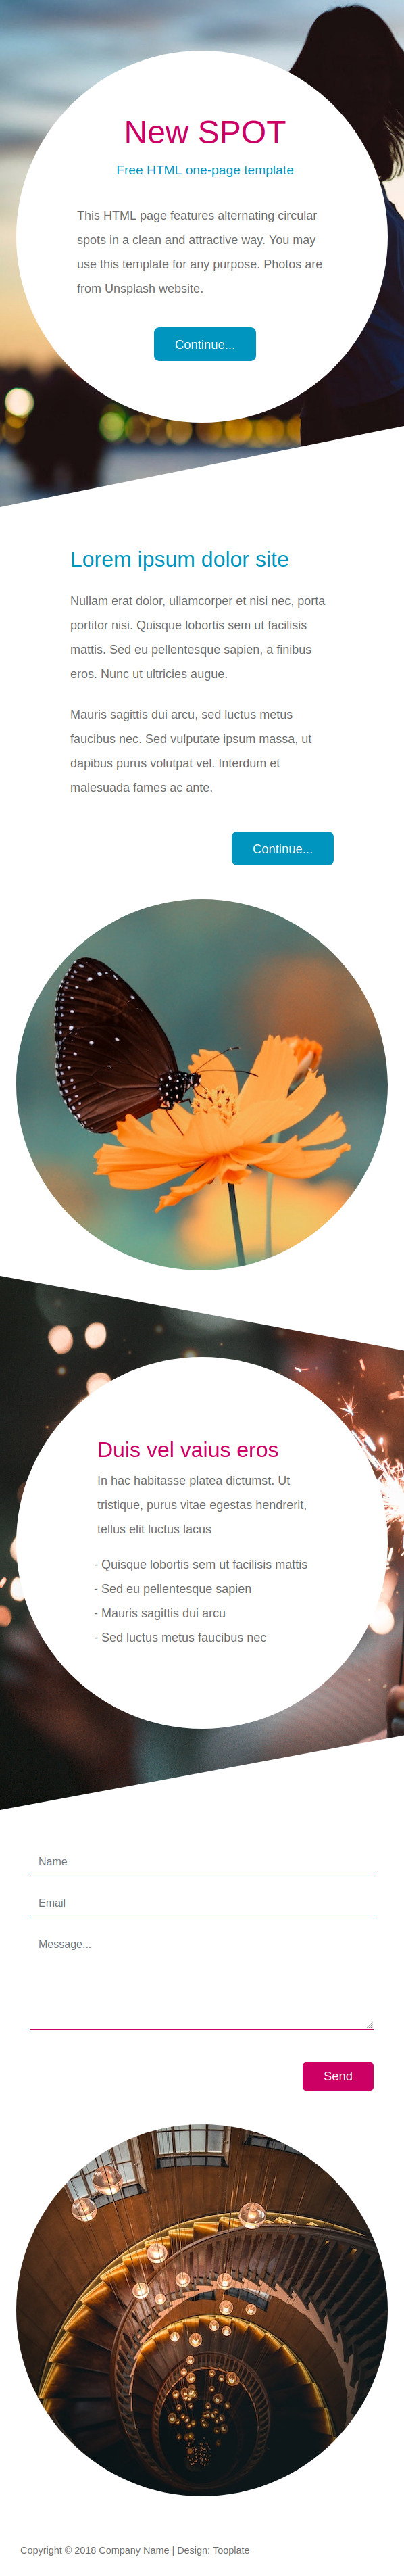 New SPOT
Free HTML one-page template
This HTML page features alternating circular
spots in a clean and attractive way. You may
use this template for any purpose. Photos are
from Unsplash website.
Continue...
Lorem ipsum dolor site
Nullam erat dolor, ullamcorper et nisi nec, porta
portitor nisi. Quisque lobortis sem ut facilisis
mattis. Sed eu pellentesque sapien, a finibus
eros. Nunc ut ultricies augue.
Mauris sagittis dui arcu, sed luctus metus
faucibus nec. Sed vulputate ipsum massa, ut
dapibus purus volutpat vel. Interdum et
malesuada fames ac ante.
Continue...
Duis vel vaius eros
In hac habitasse platea dictumst. Ut
tristique, purus vitae egestas hendrerit,
tellus elit luctus lacus
- Quisque lobortis sem ut facilisis mattis
- Sed eu pellentesque sapien
- Mauris sagittis dui arcu
- Sed luctus metus faucibus nec
Name
Email
Message...
Send
Copyright © 2018 Company Name | Design: Tooplate